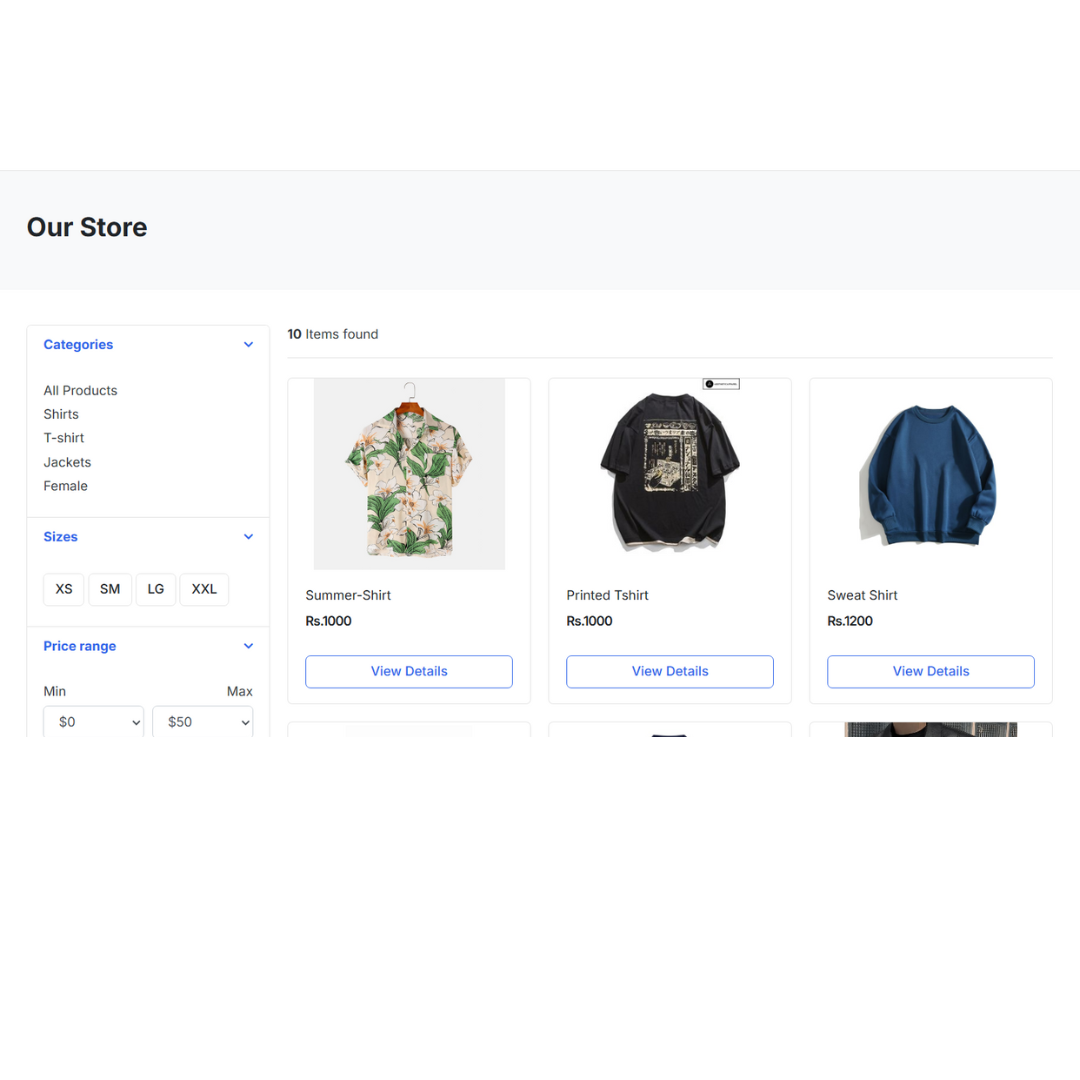 Our Store
Categories
All Products
Shirts
T-shirt
Jackets
Female
Sizes
XS SM LG XXL
Price range
Min Max
$0 $50
10 Items found
Summer-Shirt
Rs.1000
View Details
Printed Tshirt
Rs.1000
View Details
Sweat Shirt
Rs.1200
View Details